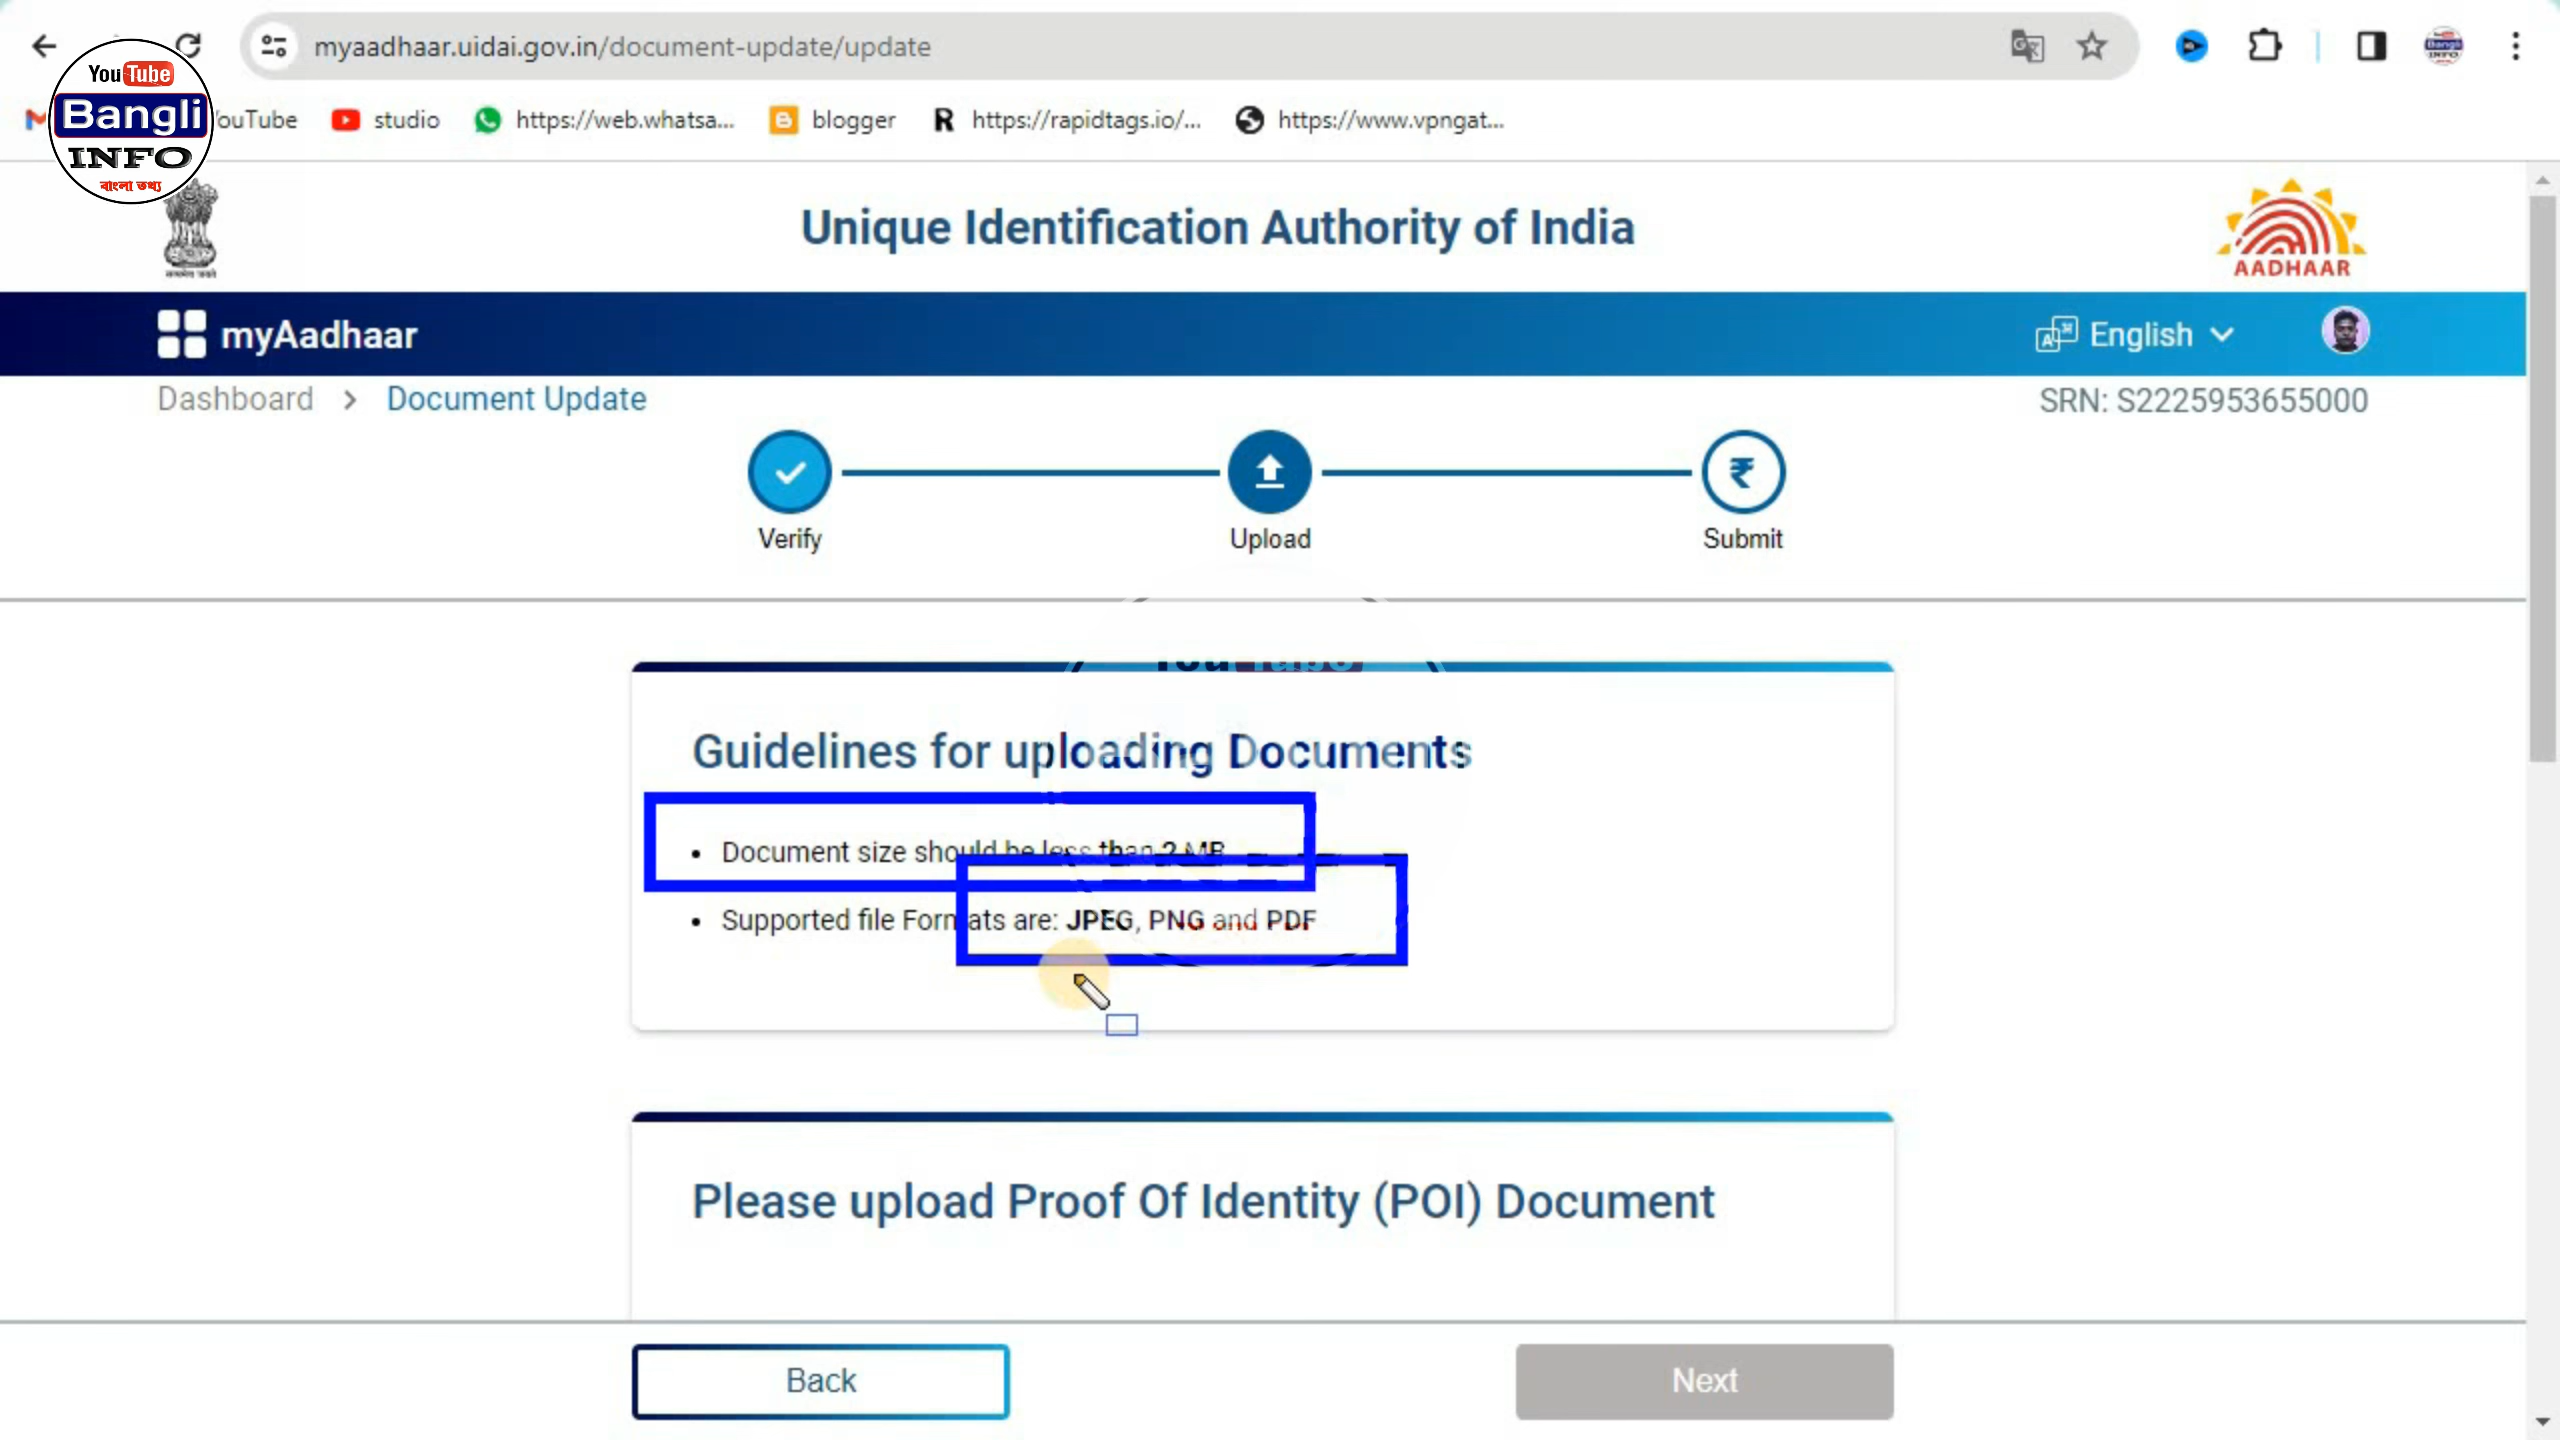 myaadhaar.uidai.gov.in/document-update/update
YouTube
Bangli
INFO
বাংলা তথ্য
ouTube
studio
https://web.whatsa...
blogger
https://rapidtags.io/...
https://www.vpngat...
Unique Identification Authority of India
AADHAAR
myAadhaar
English
Dashboard > Document Update
SRN: S2225953655000
Verify
Upload
Submit
Guidelines for uploading Documents
• Document size should be less than 2 MB
• Supported file Formats are: JPEG, PNG and PDF
Please upload Proof Of Identity (POI) Document
Back
Next